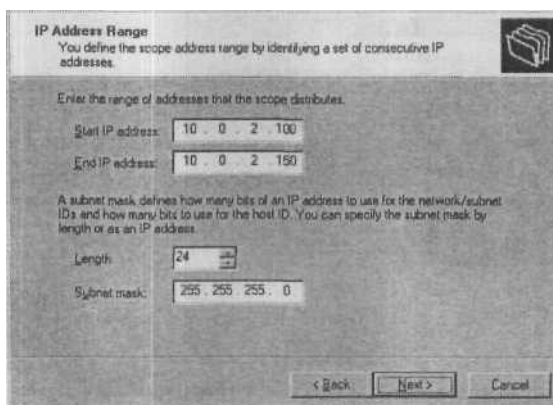 IP Address Range
You define the scope address range by identifying a set of consecutive IP
addresses.
Enter the range of addresses that the scope distributes.
Start IP address: 10 . 0 . 2 . 100
End IP address: 10 . 0 . 2 . 150
A subnet mask defines how many bits of an IP address to use for the network/subnet
IDs and how many bits to use for the host ID. You can specify the subnet mask by
length or as an IP address.
Length: 24
Subnet mask: 255 . 255 . 255 . 0
< Back Next > Cancel